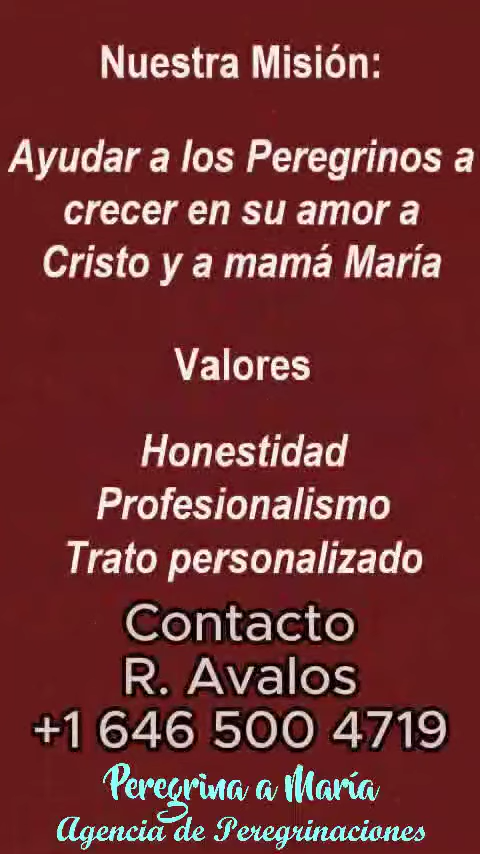 Nuestra Misión:
Ayudar a los Peregrinos a
crecer en su amor a
Cristo y a mamá María
Valores
Honestidad
Profesionalismo
Trato personalizado
Contacto
R. Avalos
+1 646 500 4719
Peregrina a María
Agencia de Peregrinaciones